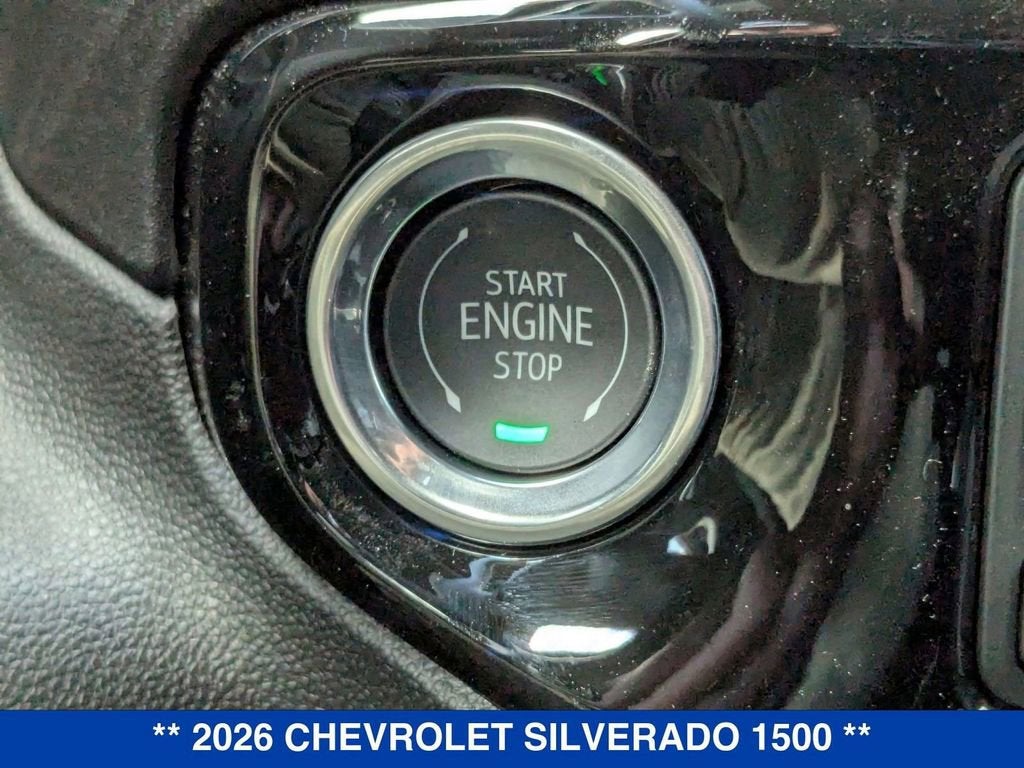 START
ENGINE
STOP
** 2026 CHEVROLET SILVERADO 1500 **